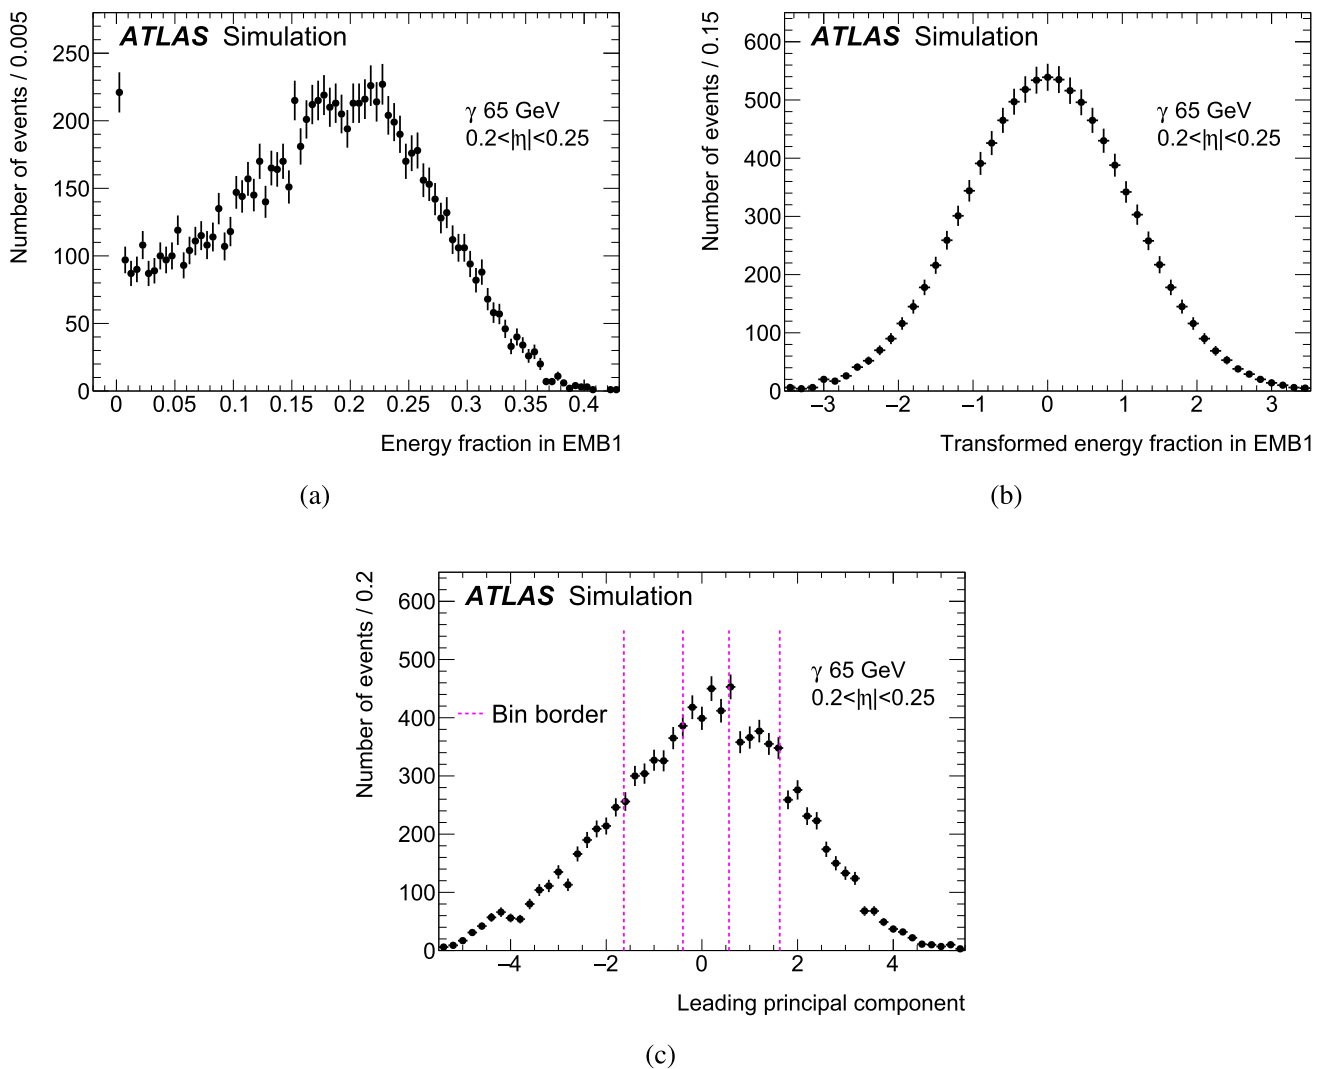 ATLAS Simulation
γ 65 GeV
0.2<|η|<0.25
Number of events / 0.005
250
200
150
100
50
0
0 0.05 0.1 0.15 0.2 0.25 0.3 0.35 0.4
Energy fraction in EMB1
(a)
ATLAS Simulation
γ 65 GeV
0.2<|η|<0.25
Number of events / 0.15
600
500
400
300
200
100
0
−3 −2 −1 0 1 2 3
Transformed energy fraction in EMB1
(b)
ATLAS Simulation
γ 65 GeV
0.2<|η|<0.25
Bin border
Number of events / 0.2
600
500
400
300
200
100
0
−4 −2 0 2 4
Leading principal component
(c)